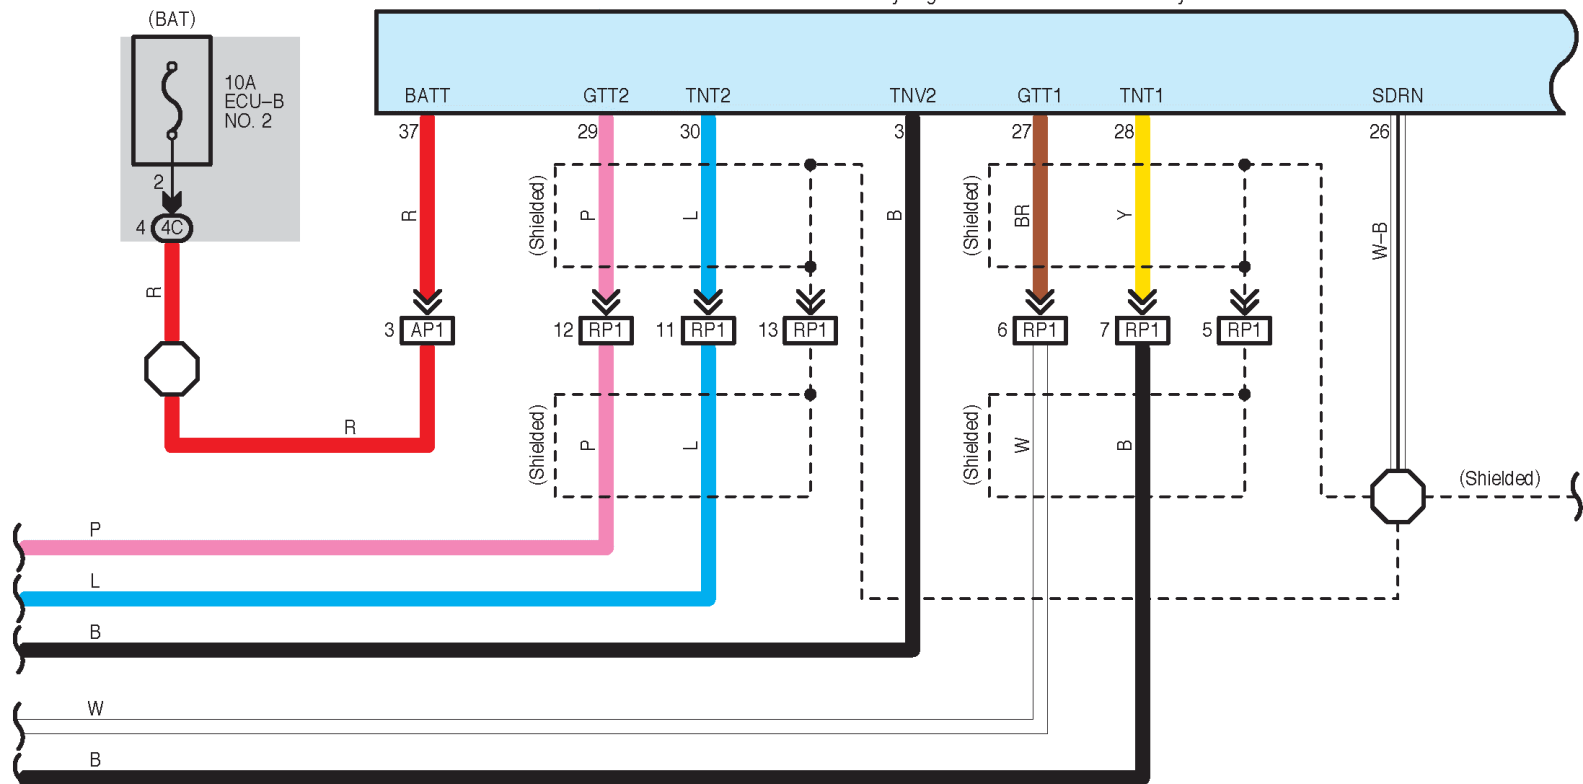 (BAT)
10A
ECU–B
NO. 2
2
4 4C
R
R
BATT GTT2 TNT2 TNV2 GTT1 TNT1 SDRN
37 29 30 3 27 28 26
R (Shielded) P L B (Shielded) BR Y W–B
3 AP1 12 RP1 11 RP1 13 RP1 6 RP1 7 RP1 5 RP1
(Shielded) P L (Shielded) W B (Shielded)
P
L
B
W
B